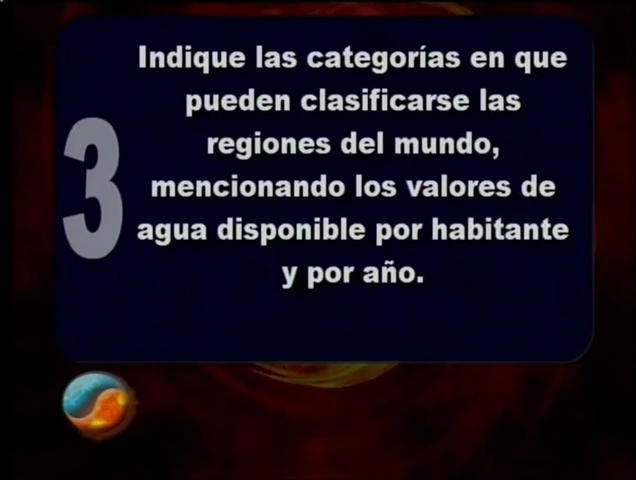 3
Indique las categorías en que
pueden clasificarse las
regiones del mundo,
mencionando los valores de
agua disponible por habitante
y por año.